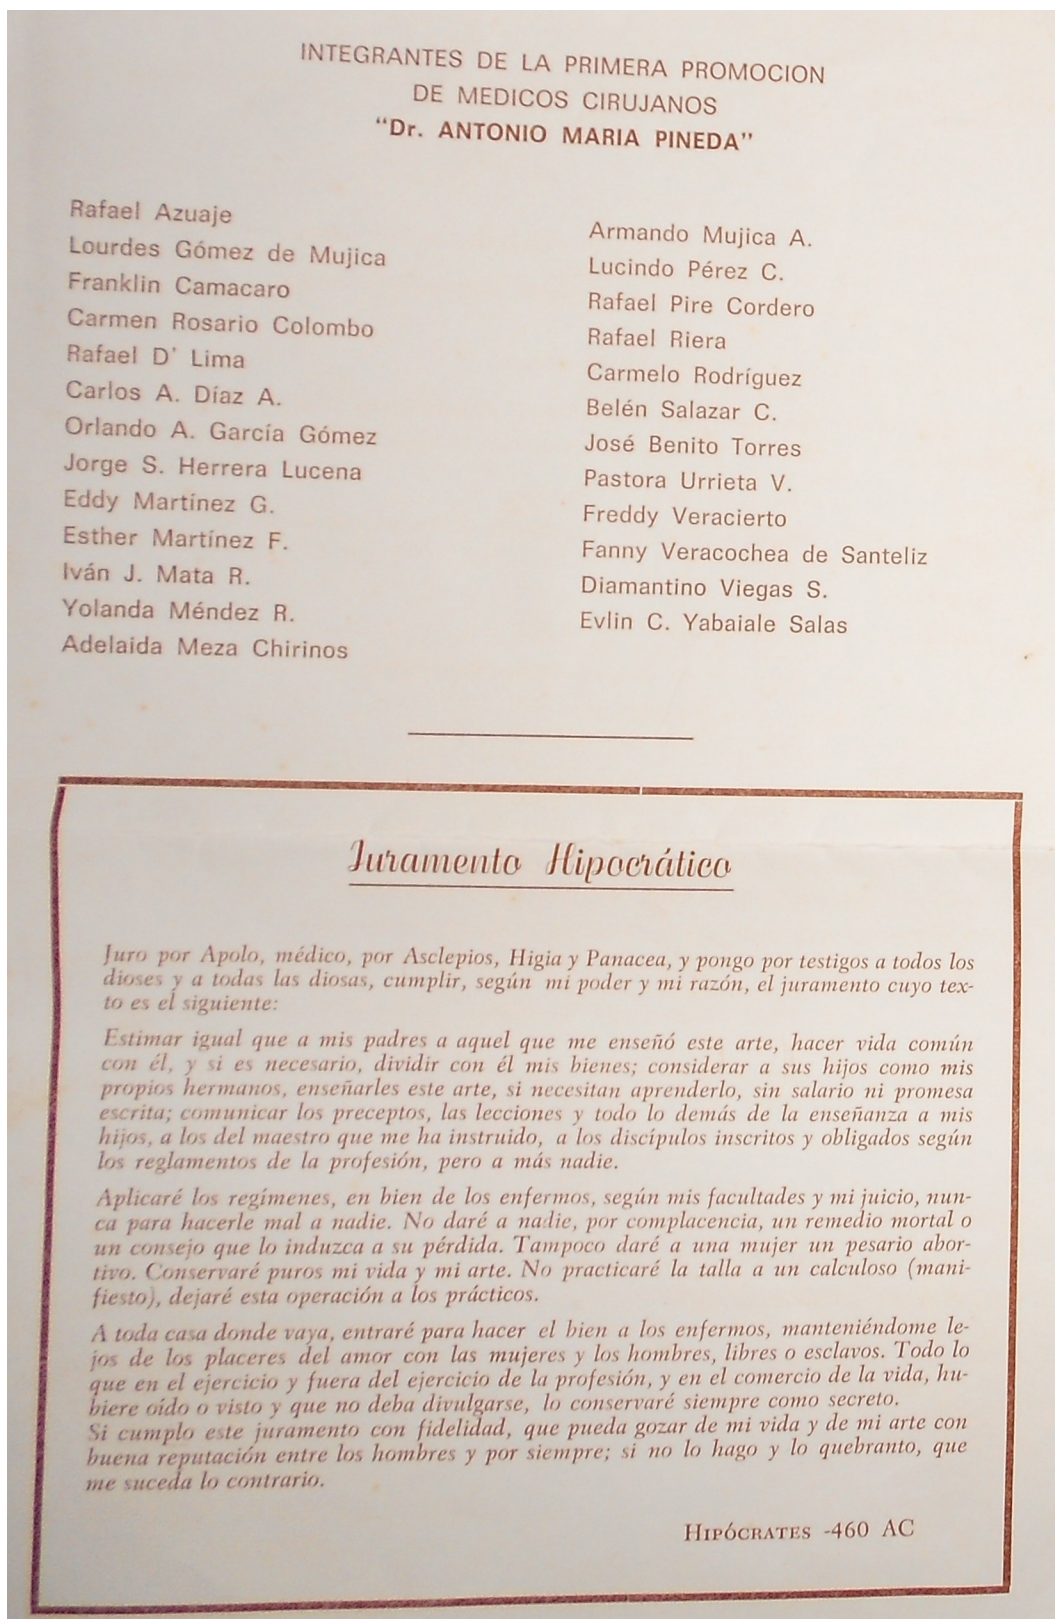 INTEGRANTES DE LA PRIMERA PROMOCION
DE MEDICOS CIRUJANOS
"Dr. ANTONIO MARIA PINEDA"
Rafael Azuaje
Lourdes Gómez de Mujica
Franklin Camacaro
Carmen Rosario Colombo
Rafael D' Lima
Carlos A. Díaz A.
Orlando A. García Gómez
Jorge S. Herrera Lucena
Eddy Martínez G.
Esther Martínez F.
Iván J. Mata R.
Yolanda Méndez R.
Adelaida Meza Chirinos
Armando Mujica A.
Lucindo Pérez C.
Rafael Pire Cordero
Rafael Riera
Carmelo Rodríguez
Belén Salazar C.
José Benito Torres
Pastora Urrieta V.
Freddy Veracierto
Fanny Veracochea de Santeliz
Diamantino Viegas S.
Evlin C. Yabaiale Salas
Juramento Hipocrático
Juro por Apolo, médico, por Asclepios, Higia y Panacea, y pongo por testigos a todos los
dioses y a todas las diosas, cumplir, según mi poder y mi razón, el juramento cuyo tex-
to es el siguiente:
Estimar igual que a mis padres a aquel que me enseñó este arte, hacer vida común
con él, y si es necesario, dividir con él mis bienes; considerar a sus hijos como mis
propios hermanos, enseñarles este arte, si necesitan aprenderlo, sin salario ni promesa
escrita; comunicar los preceptos, las lecciones y todo lo demás de la enseñanza a mis
hijos, a los del maestro que me ha instruido, a los discípulos inscritos y obligados según
los reglamentos de la profesión, pero a más nadie.
Aplicaré los regímenes, en bien de los enfermos, según mis facultades y mi juicio, nun-
ca para hacerle mal a nadie. No daré a nadie, por complacencia, un remedio mortal o
un consejo que lo induzca a su pérdida. Tampoco daré a una mujer un pesario abor-
tivo. Conservaré puros mi vida y mi arte. No practicaré la talla a un calculoso (mani-
fiesto), dejaré esta operación a los prácticos.
A toda casa donde vaya, entraré para hacer el bien a los enfermos, manteniéndome le-
jos de los placeres del amor con las mujeres y los hombres, libres o esclavos. Todo lo
que en el ejercicio y fuera del ejercicio de la profesión, y en el comercio de la vida, hu-
biere oído o visto y que no deba divulgarse, lo conservaré siempre como secreto.
Si cumplo este juramento con fidelidad, que pueda gozar de mi vida y de mi arte con
buena reputación entre los hombres y por siempre; si no lo hago y lo quebranto, que
me suceda lo contrario.
HIPÓCRATES -460 AC